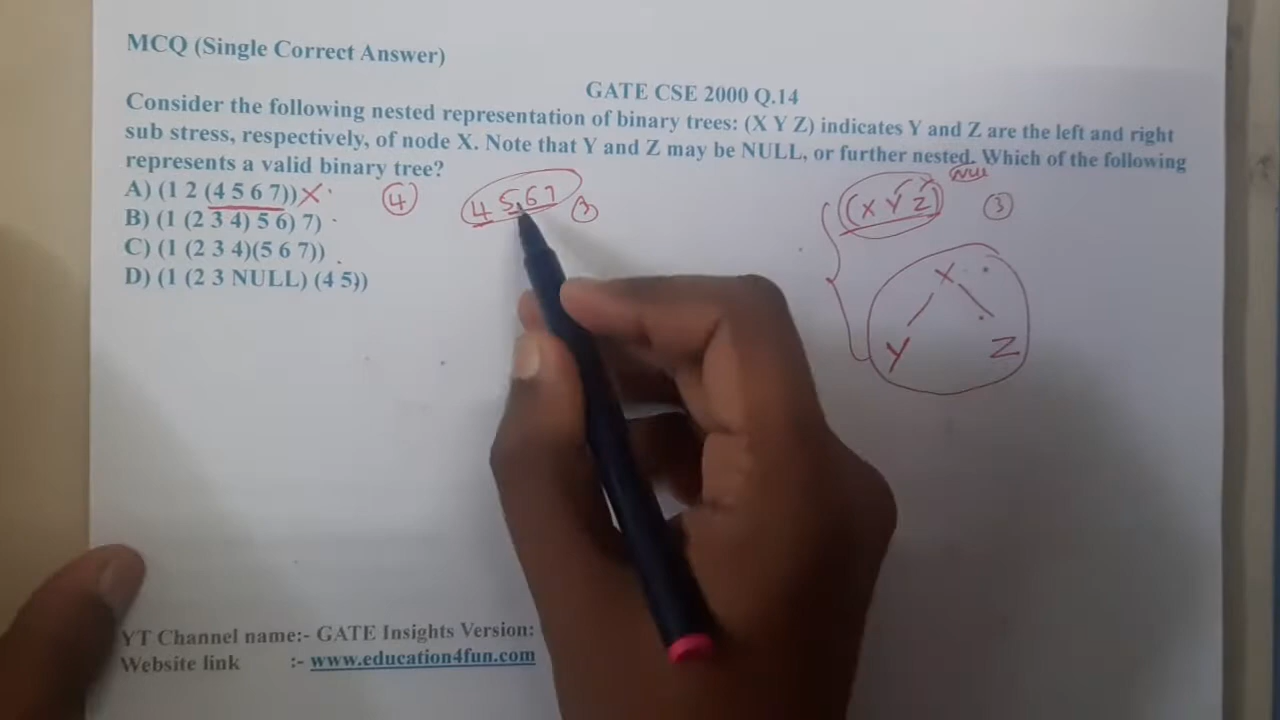 MCQ (Single Correct Answer)
GATE CSE 2000 Q.14
Consider the following nested representation of binary trees: (X Y Z) indicates Y and Z are the left and right
sub stress, respectively, of node X. Note that Y and Z may be NULL, or further nested. Which of the following
represents a valid binary tree?
A) (1 2 (4 5 6 7)) X
4
4 5,67
3
(X Y Z)
NULL
3
B) (1 (2 3 4) 5 6) 7)
C) (1 (2 3 4)(5 6 7))
D) (1 (2 3 NULL) (4 5))
X
Y Z
YT Channel name:- GATE Insights Version:
Website link :- www.education4fun.com